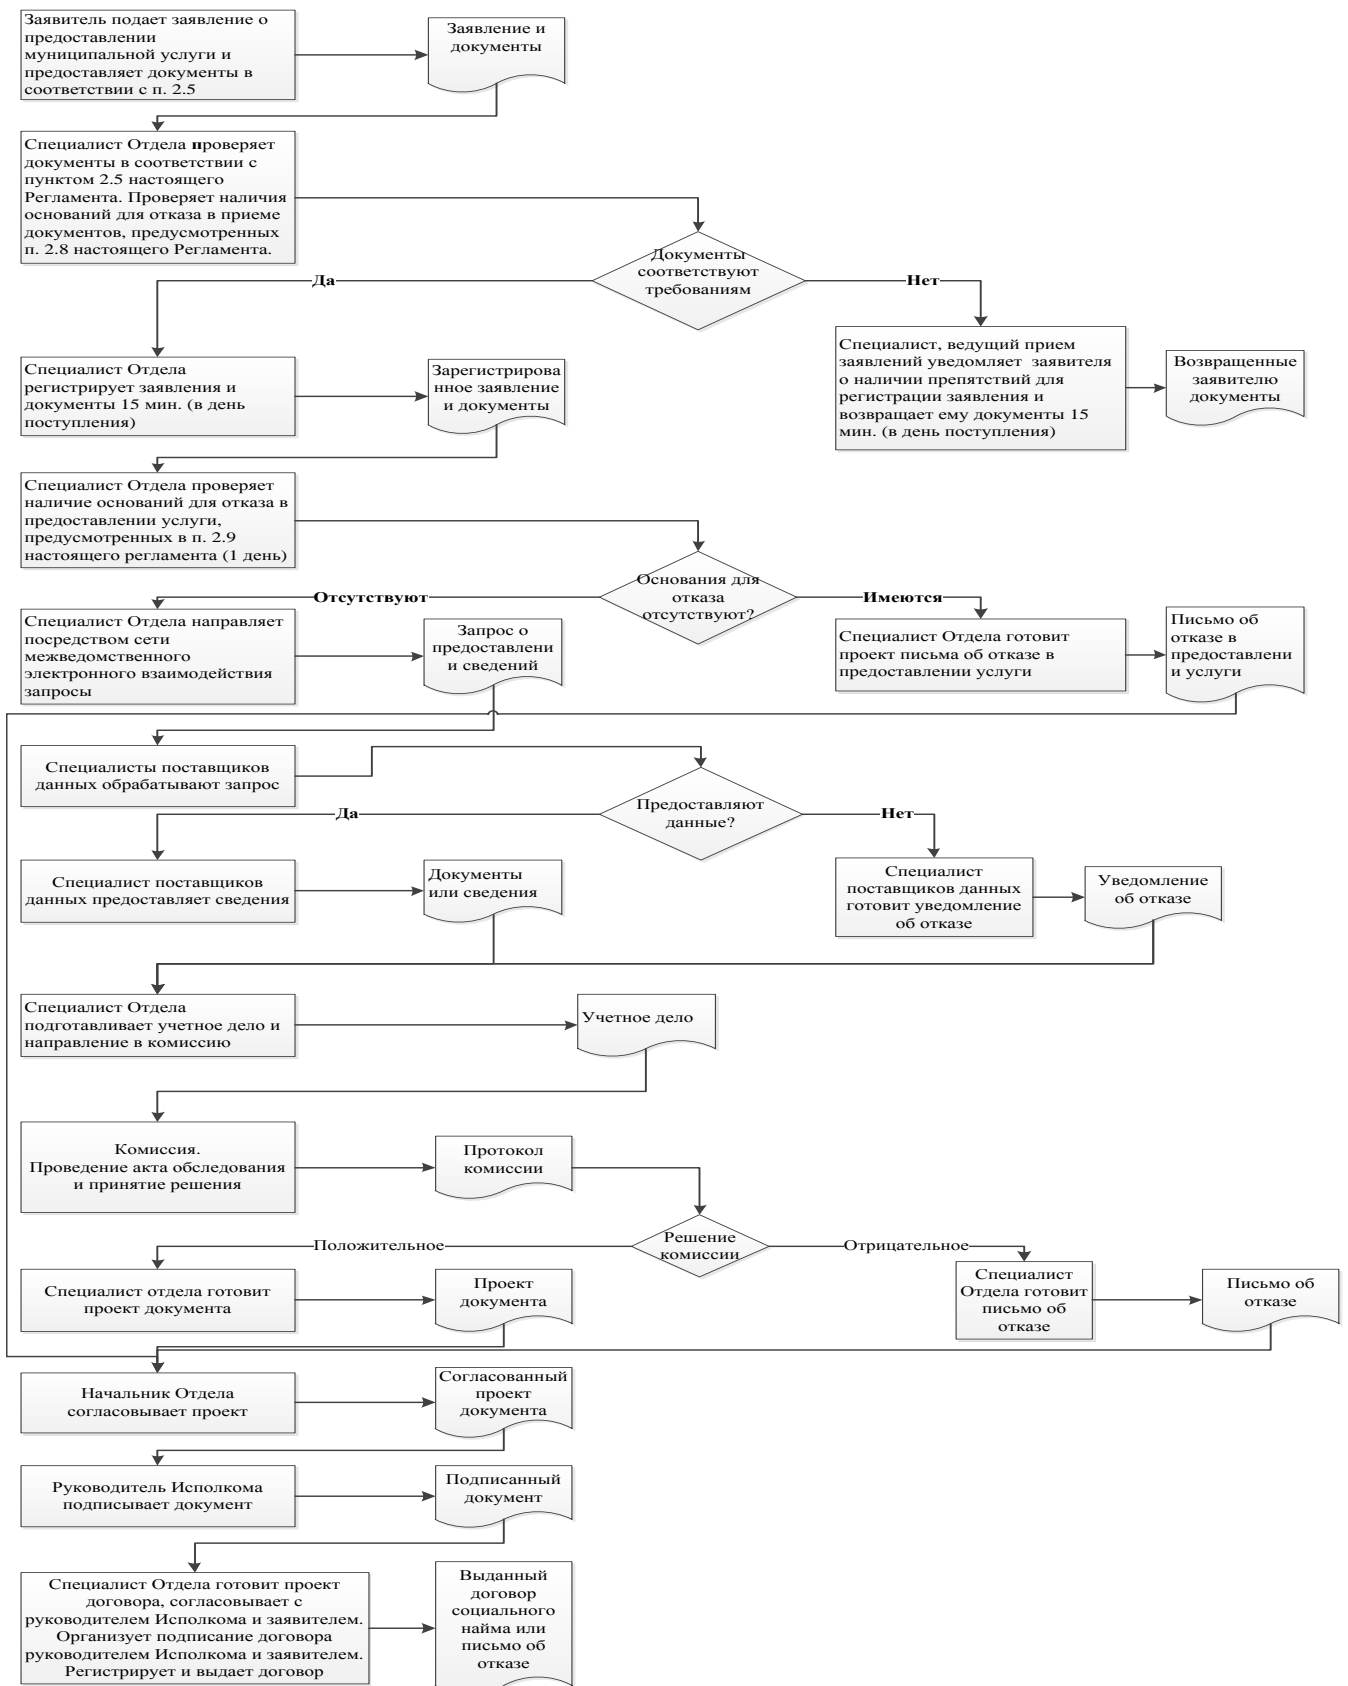 Заявитель подает заявление о
предоставлении
муниципальной услуги и
предоставляет документы в
соответствии с п. 2.5
Заявление и
документы
Специалист Отдела проверяет
документы в соответствии с
пунктом 2.5 настоящего
Регламента. Проверяет наличия
оснований для отказа в приеме
документов, предусмотренных
п. 2.8 настоящего Регламента.
Документы
соответствуют
требованиям
Да
Нет
Специалист Отдела
регистрирует заявления и
документы 15 мин. (в день
поступления)
Зарегистрирова
нное заявление
и документы
Специалист, ведущий прием
заявлений уведомляет заявителя
о наличии препятствий для
регистрации заявления и
возвращает ему документы 15
мин. (в день поступления)
Возвращенные
заявителю
документы
Специалист Отдела проверяет
наличие оснований для отказа в
предоставлении услуги,
предусмотренных в п. 2.9
настоящего регламента (1 день)
Основания для
отказа
отсутствуют?
Отсутствуют
Имеются
Специалист Отдела направляет
посредством сети
межведомственного
электронного взаимодействия
запросы
Запрос о
предоставлени
и сведений
Специалист Отдела готовит
проект письма об отказе в
предоставлении услуги
Письмо об
отказе в
предоставлени
и услуги
Специалисты поставщиков
данных обрабатывают запрос
Предоставляют
данные?
Да
Нет
Специалист поставщиков
данных предоставляет сведения
Документы
или сведения
Специалист
поставщиков данных
готовит уведомление
об отказе
Уведомление
об отказе
Специалист Отдела
подготавливает учетное дело и
направление в комиссию
Учетное дело
Комиссия.
Проведение акта обследования
и принятие решения
Протокол
комиссии
Решение
комиссии
Положительное
Отрицательное
Специалист отдела готовит
проект документа
Проект
документа
Специалист
Отдела готовит
письмо об
отказе
Письмо об
отказе
Начальник Отдела
согласовывает проект
Согласованный
проект
документа
Руководитель Исполкома
подписывает документ
Подписанный
документ
Специалист Отдела готовит проект
договора, согласовывает с
руководителем Исполкома и заявителем.
Организует подписание договора
руководителем Исполкома и заявителем.
Регистрирует и выдает договор
Выданный
договор
социального
найма или
письмо об
отказе